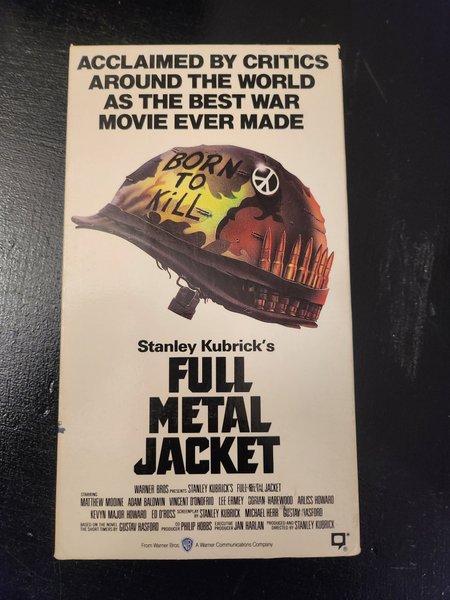 ACCLAIMED BY CRITICS
AROUND THE WORLD
AS THE BEST WAR
MOVIE EVER MADE
BORN
TO
KiLL
Stanley Kubrick's
FULL
METAL
JACKET
WARNER BROS PRESENTS STANLEY KUBRICK'S FULL METAL JACKET
STARRING MATTHEW MODINE ADAM BALDWIN VINCENT D'ONOFRIO LEE ERMEY DORIAN HAREWOOD ARLISS HOWARD
KEVYN MAJOR HOWARD ED O'ROSS SCREENPLAY BY STANLEY KUBRICK MICHAEL HERR GUSTAV HASFORD
BASED ON THE NOVEL THE SHORT-TIMERS BY GUSTAV HASFORD CO PRODUCER PHILIP HOBBS EXECUTIVE PRODUCER JAN HARLAN PRODUCED AND DIRECTED BY STANLEY KUBRICK
From Warner Bros. WB A Warner Communications Company